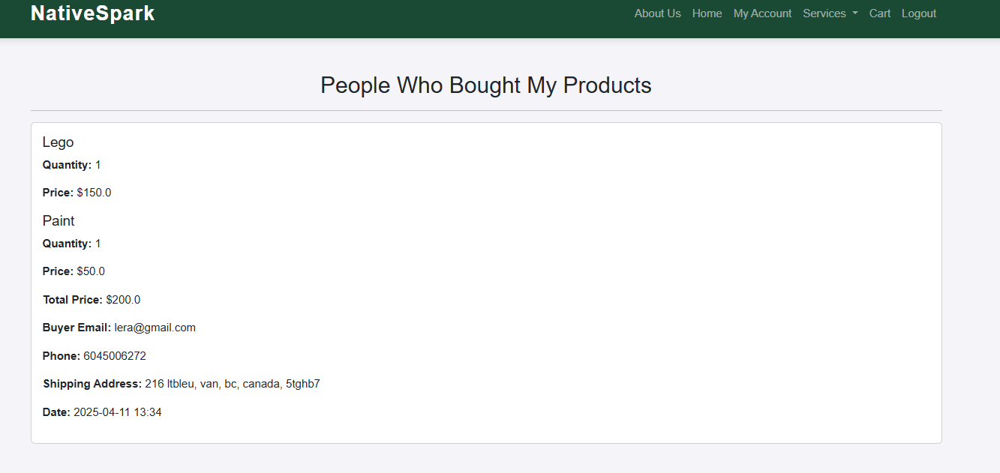 NativeSpark
About Us Home My Account Services Cart Logout
People Who Bought My Products
Lego
Quantity: 1
Price: $150.0
Paint
Quantity: 1
Price: $50.0
Total Price: $200.0
Buyer Email: lera@gmail.com
Phone: 6045006272
Shipping Address: 216 ltbleu, van, bc, canada, 5tghb7
Date: 2025-04-11 13:34